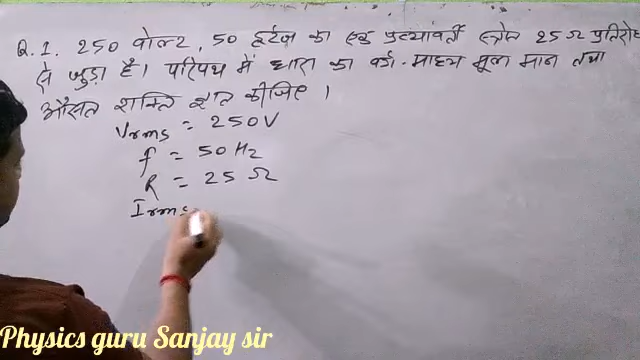 Q.1. 250 वोल्ट, 50 हर्टज का एक प्रत्यावर्ती स्त्रोत 25 Ω प्रतिरोध
से जुड़ा है। परिपथ में धारा का वर्ग-माध्य मूल मान तथा
औसत शक्ति ज्ञात कीजिए।
Vrms = 250V
f = 50 Hz
R = 25 Ω
Irms
Physics guru Sanjay sir